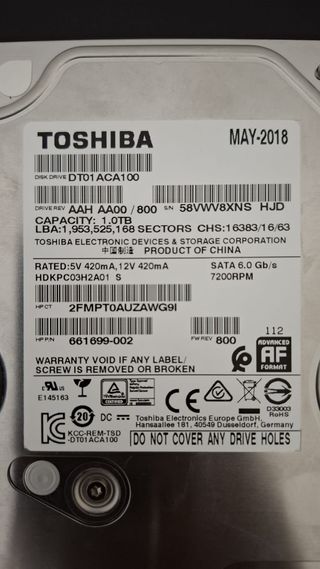 TOSHIBA
MAY-2018
DISK DRIVE DT01ACA100
DRIVE REV AAH AA00 / 800 S/N 58VWV8XNS HJD
CAPACITY: 1.0TB
LBA:1,953,525,168 SECTORS CHS:16383/16/63
TOSHIBA ELECTRONIC DEVICES & STORAGE CORPORATION
中国制造 PRODUCT OF CHINA
RATED:5V 420mA,12V 420mA SATA 6.0 Gb/s
HDKPC03H2A01 S 7200RPM
HP CT 2FMPT0AUZAWG9I
HP PN 661699-002 FW REV 800
112
ADVANCED
AF
FORMAT
WARRANTY VOID IF ANY LABEL/
SCREW IS REMOVED OR BROKEN
E145163
D33003
RoHS
20 DC
Toshiba Electronics Europe GmbH,
Hansaallee 181, 40549 Dusseldorf, Germany
KCC-REM-TSD
-DT01ACA100
DO NOT COVER ANY DRIVE HOLES